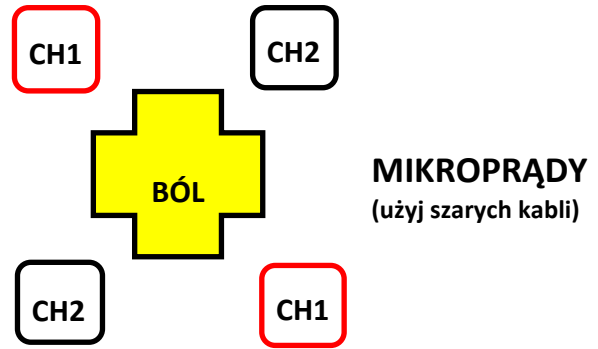 CH1
CH2
BÓL
MIKROPRĄDY
(użyj szarych kabli)
CH2
CH1